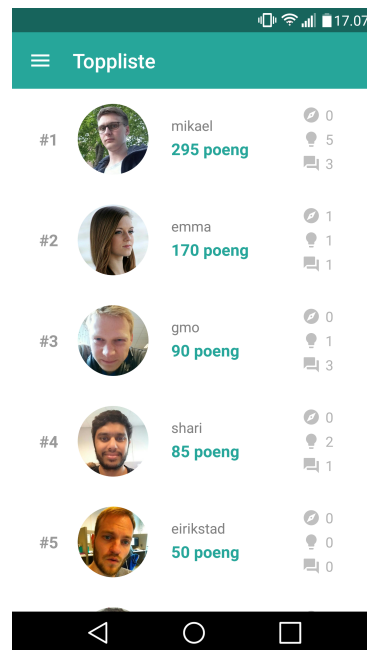 17.07
Toppliste
#1
mikael
295 poeng
0
5
3
#2
emma
170 poeng
1
1
1
#3
gmo
90 poeng
0
1
3
#4
shari
85 poeng
0
2
1
#5
eirikstad
50 poeng
0
0
0